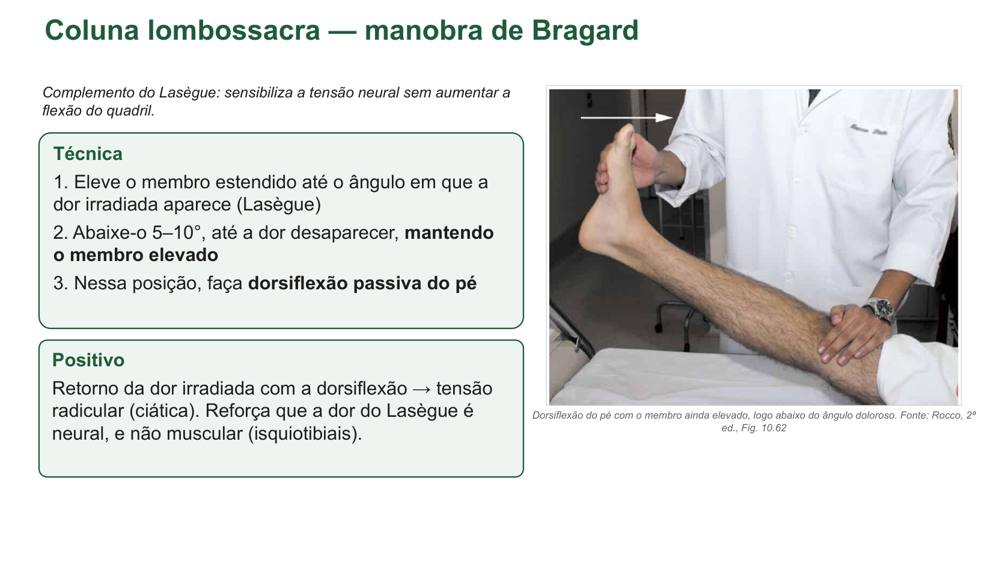 Coluna lombossacra — manobra de Bragard
Complemento do Lasègue: sensibiliza a tensão neural sem aumentar a
flexão do quadril.
Técnica
1. Eleve o membro estendido até o ângulo em que a
dor irradiada aparece (Lasègue)
2. Abaixe-o 5–10°, até a dor desaparecer, mantendo
o membro elevado
3. Nessa posição, faça dorsiflexão passiva do pé
Positivo
Retorno da dor irradiada com a dorsiflexão → tensão
radicular (ciática). Reforça que a dor do Lasègue é
neural, e não muscular (isquiotibiais).
Dorsiflexão do pé com o membro ainda elevado, logo abaixo do ângulo doloroso. Fonte: Rocco, 2ª
ed., Fig. 10.62